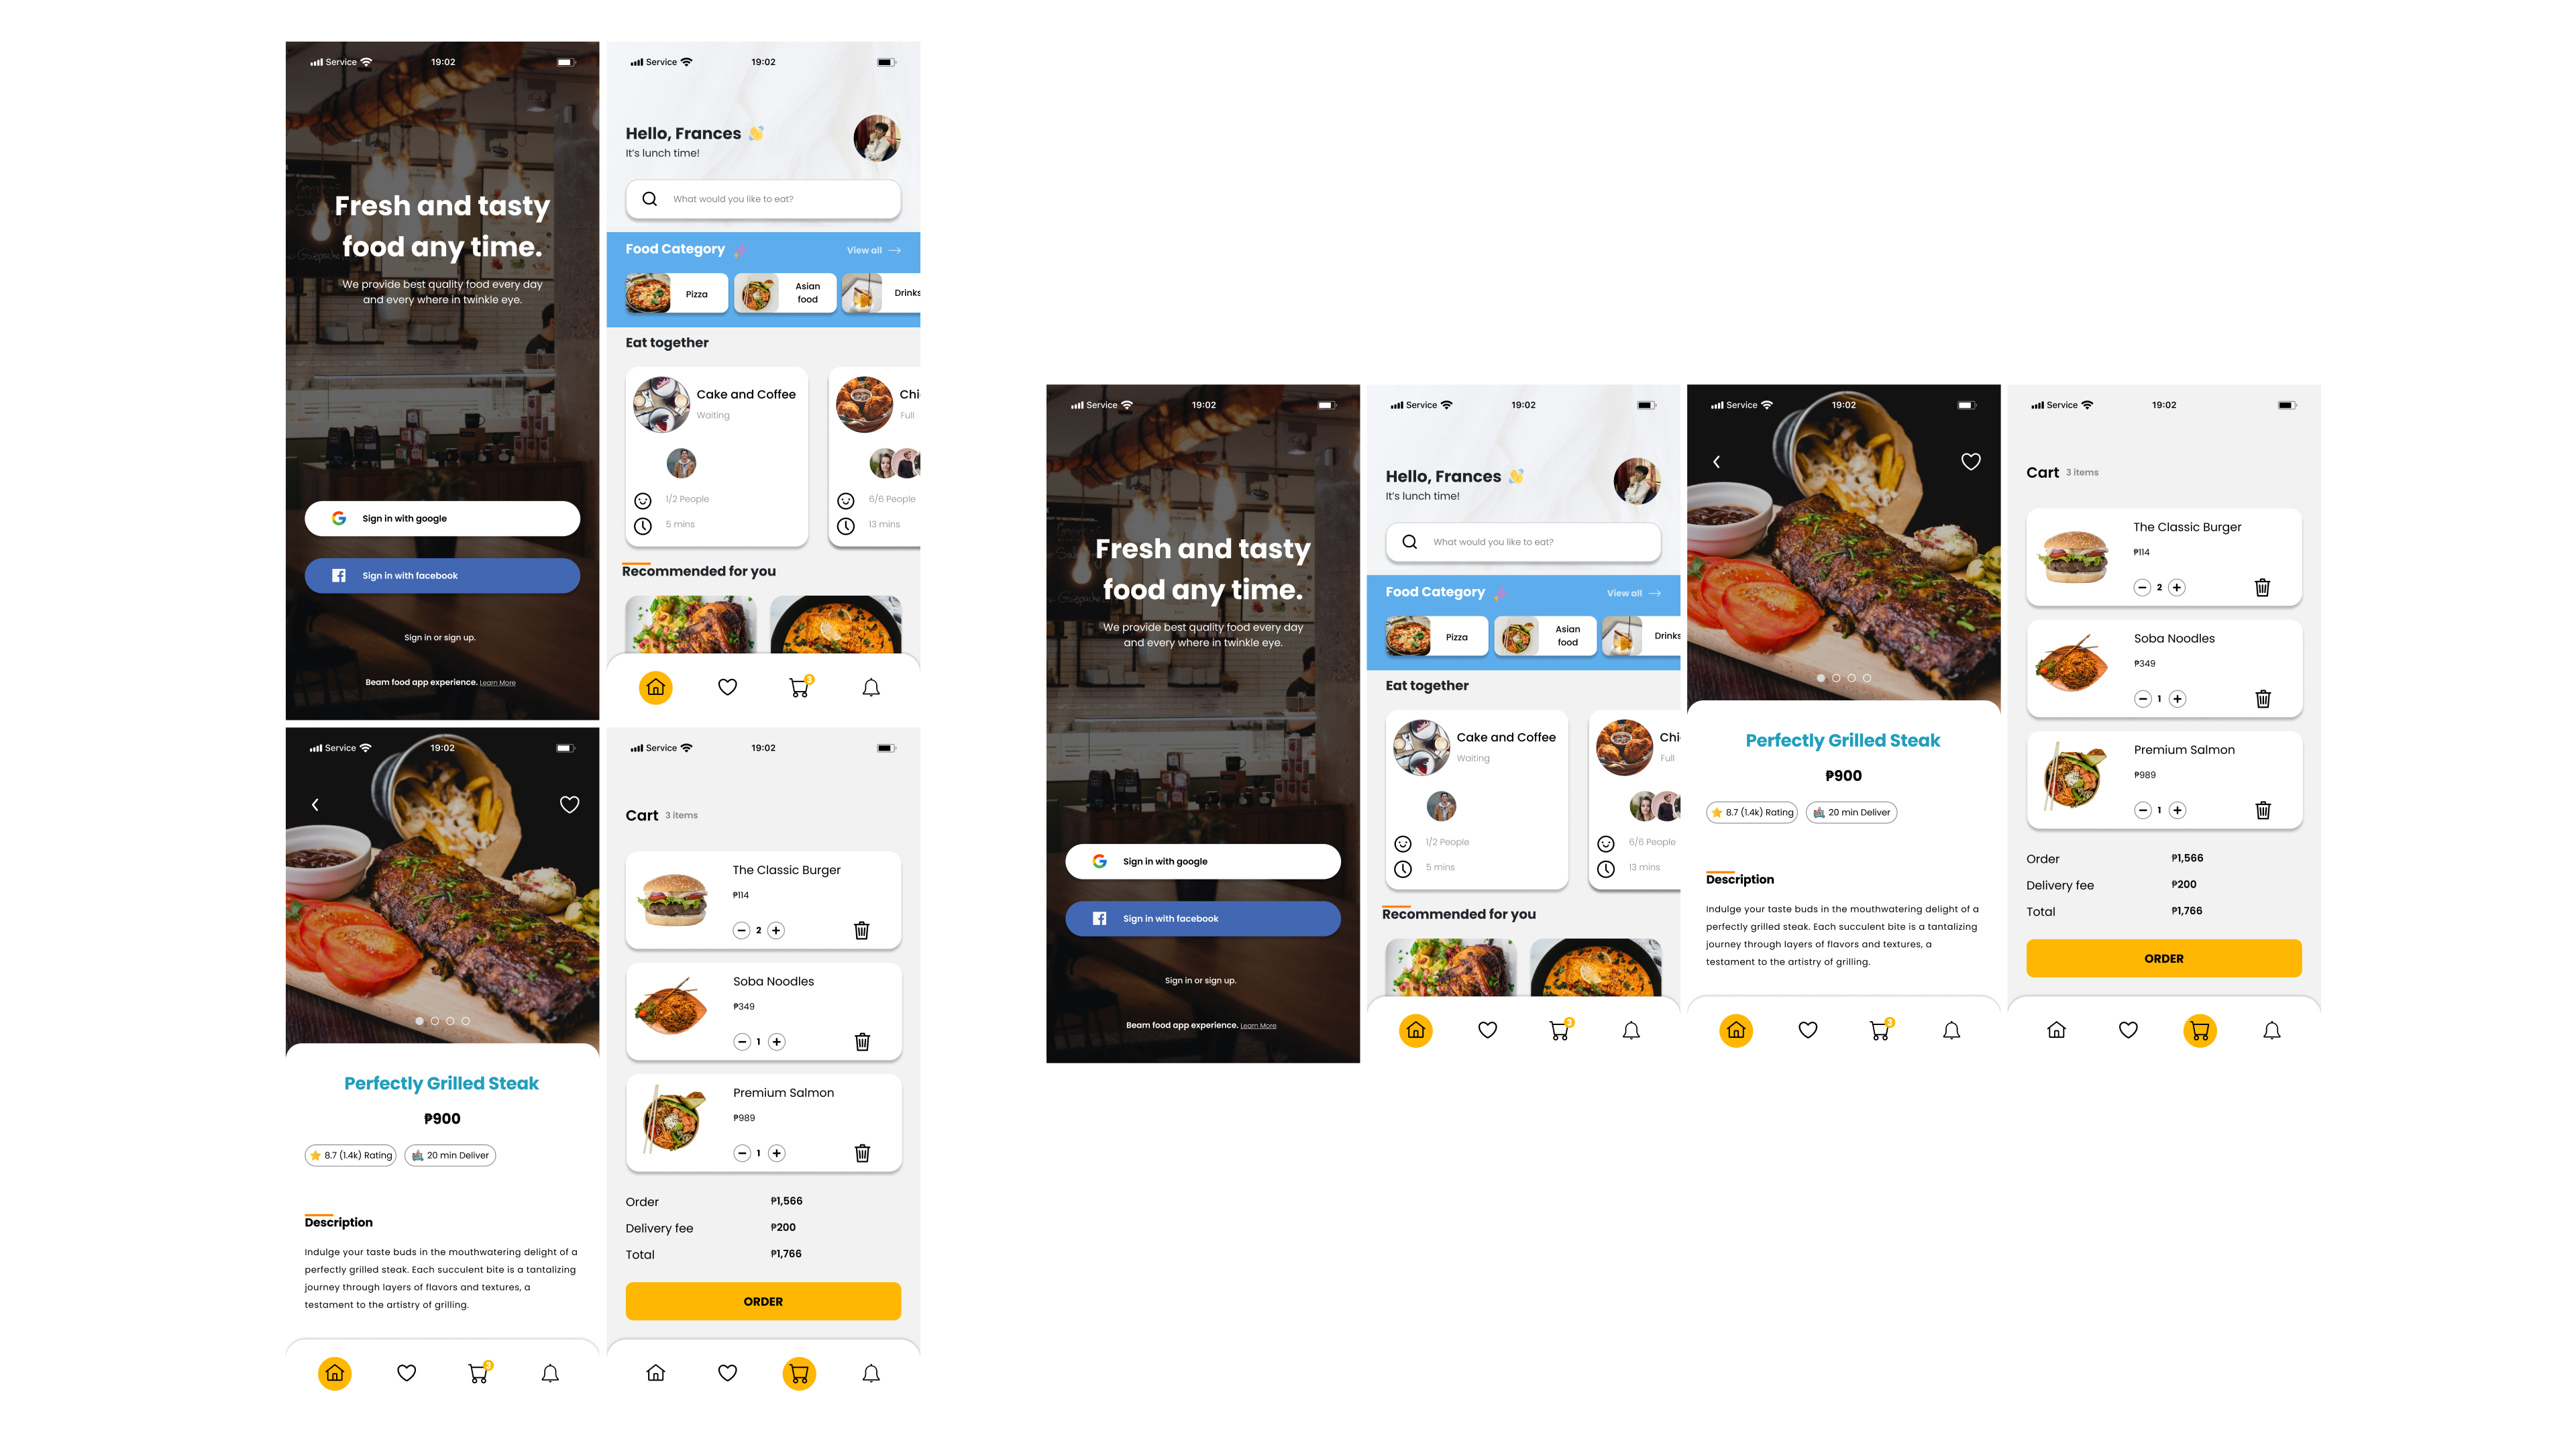 Service
19:02
Fresh and tasty
food any time.
We provide best quality food every day
and every where in twinkle eye.
Sign in with google
Sign in with facebook
Sign in or sign up.
Beam food app experience. Learn More
Service
19:02
Hello, Frances
It's lunch time!
What would you like to eat?
Food Category
View all
Pizza
Asian
food
Drinks
Eat together
Cake and Coffee
Waiting
1/2 People
5 mins
Chi
Full
6/6 People
13 mins
Recommended for you
3
Service
19:02
Perfectly Grilled Steak
₱900
8.7 (1.4k) Rating
20 min Deliver
Description
Indulge your taste buds in the mouthwatering delight of a
perfectly grilled steak. Each succulent bite is a tantalizing
journey through layers of flavors and textures, a
testament to the artistry of grilling.
3
Service
19:02
Cart 3 items
The Classic Burger
₱114
2
Soba Noodles
₱349
1
Premium Salmon
₱989
1
Order ₱1,566
Delivery fee ₱200
Total ₱1,766
ORDER
Service
19:02
Fresh and tasty
food any time.
We provide best quality food every day
and every where in twinkle eye.
Sign in with google
Sign in with facebook
Sign in or sign up.
Beam food app experience. Learn More
Service
19:02
Hello, Frances
It's lunch time!
What would you like to eat?
Food Category
View all
Pizza
Asian
food
Drinks
Eat together
Cake and Coffee
Waiting
1/2 People
5 mins
Chi
Full
6/6 People
13 mins
Recommended for you
3
Service
19:02
Perfectly Grilled Steak
₱900
8.7 (1.4k) Rating
20 min Deliver
Description
Indulge your taste buds in the mouthwatering delight of a
perfectly grilled steak. Each succulent bite is a tantalizing
journey through layers of flavors and textures, a
testament to the artistry of grilling.
3
Service
19:02
Cart 3 items
The Classic Burger
₱114
2
Soba Noodles
₱349
1
Premium Salmon
₱989
1
Order ₱1,566
Delivery fee ₱200
Total ₱1,766
ORDER